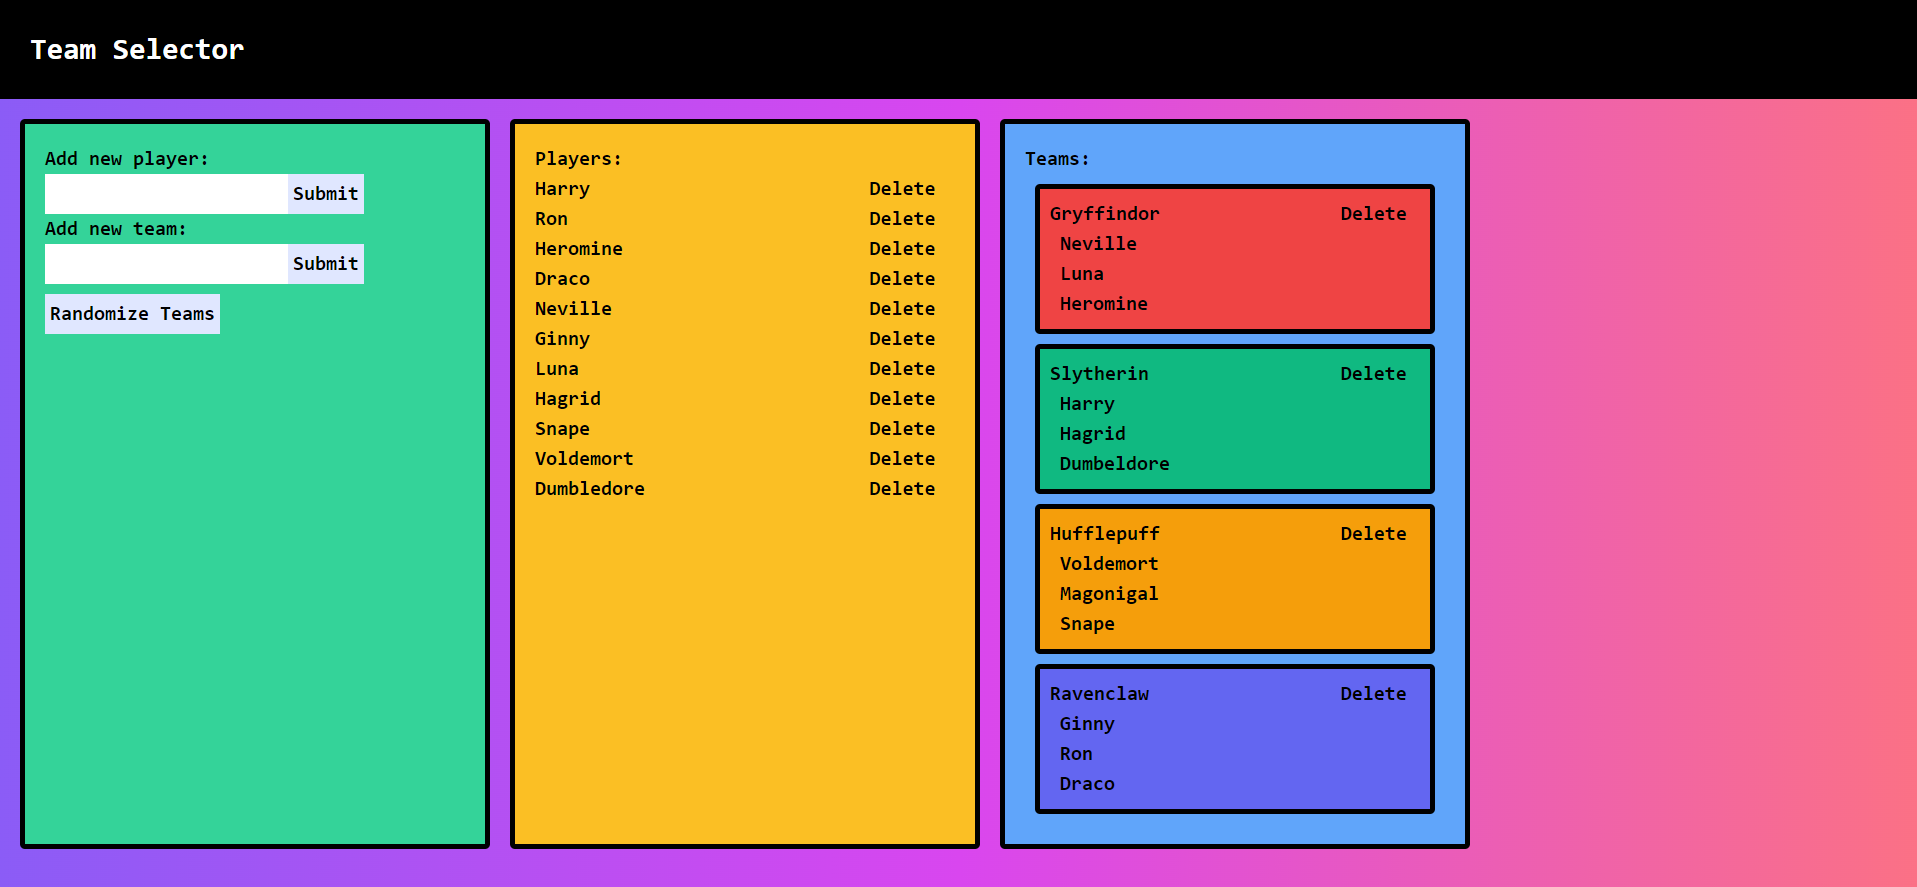 Team Selector
Add new player:
Submit
Add new team:
Submit
Randomize Teams
Players:
Harry Delete
Ron Delete
Heromine Delete
Draco Delete
Neville Delete
Ginny Delete
Luna Delete
Hagrid Delete
Snape Delete
Voldemort Delete
Dumbledore Delete
Teams:
Gryffindor Delete
Neville
Luna
Heromine
Slytherin Delete
Harry
Hagrid
Dumbeldore
Hufflepuff Delete
Voldemort
Magonigal
Snape
Ravenclaw Delete
Ginny
Ron
Draco